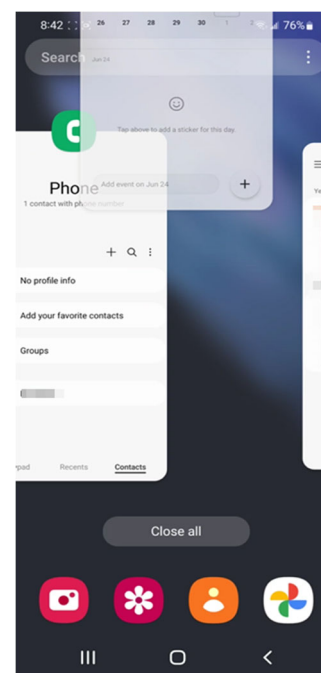 8:42
76%
26 27 28 29 30 1
Search
Jun 24
Tap above to add a sticker for this day.
Add event on Jun 24
Phone
1 contact with phone number
No profile info
Add your favorite contacts
Groups
Recents Contacts
Close all